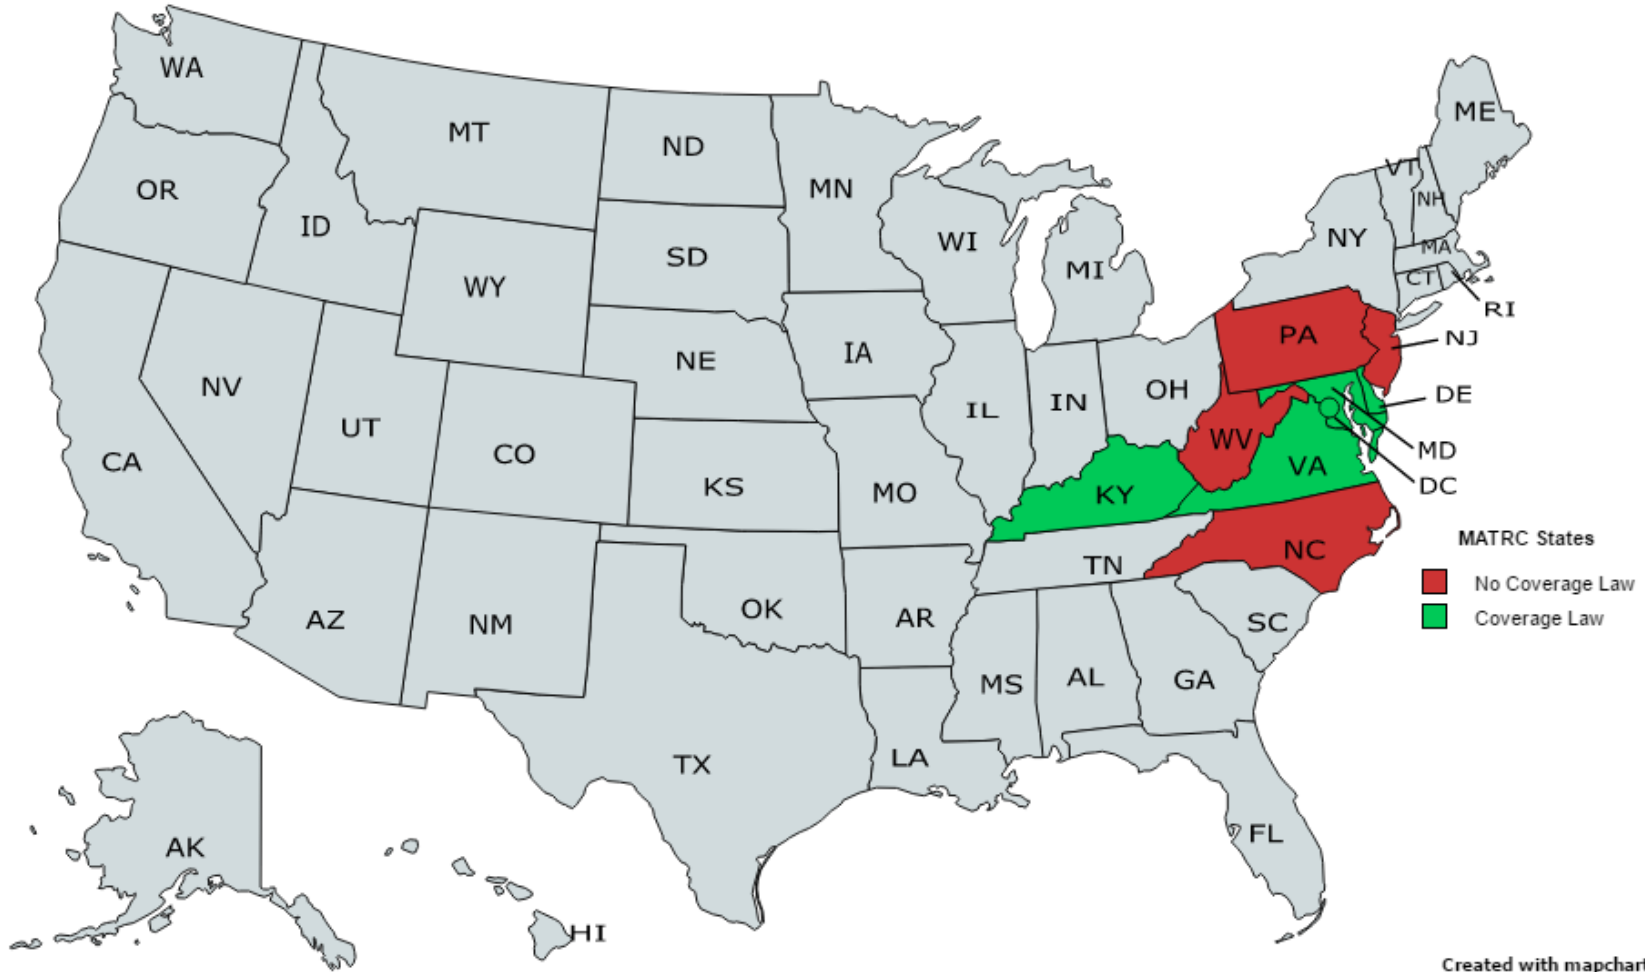 WA
MT
ND
MN
OR
ID
SD
WI
MI
WY
NE
IA
NV
UT
CO
CA
KS
MO
IL
IN
OH
KY
WV
VA
PA
NY
VT
NH
ME
MA
CT
RI
NJ
DE
MD
DC
NC
TN
SC
AZ
NM
OK
AR
MS
AL
GA
LA
TX
FL
AK
HI
MATRC States
No Coverage Law
Coverage Law
Created with mapchart